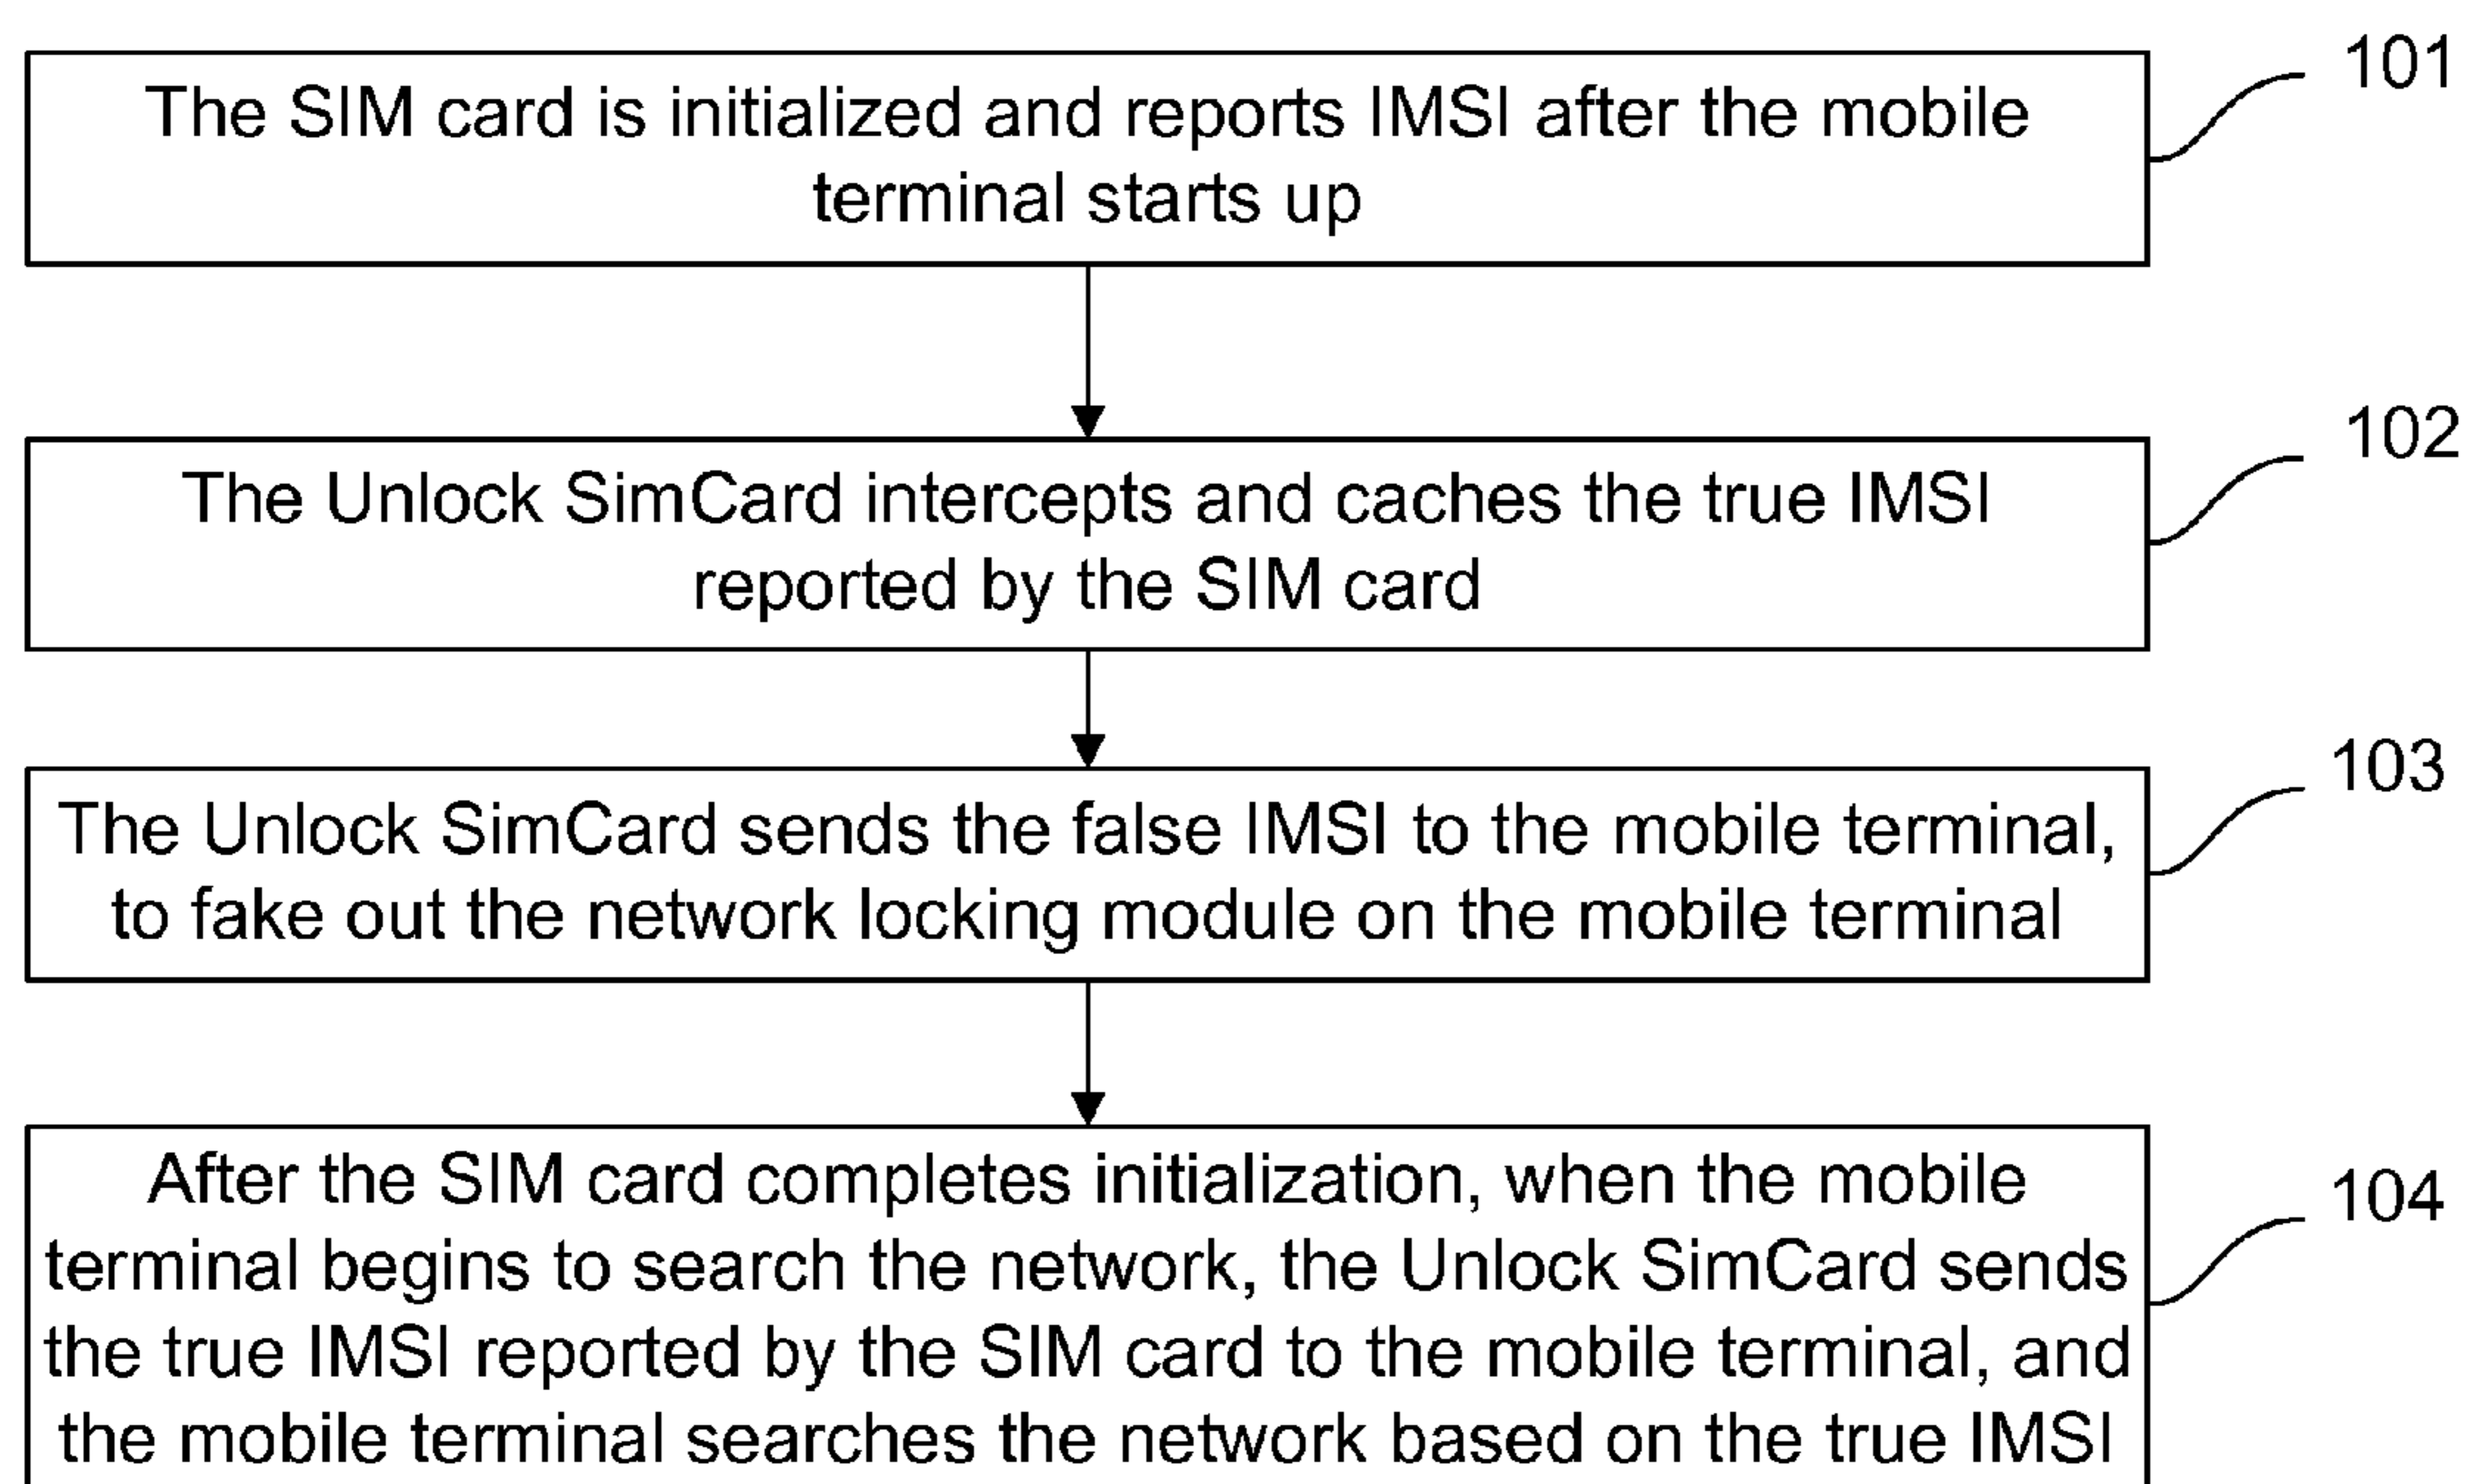 The SIM card is initialized and reports IMSI after the mobile
terminal starts up
101
The Unlock SimCard intercepts and caches the true IMSI
reported by the SIM card
102
The Unlock SimCard sends the false IMSI to the mobile terminal,
to fake out the network locking module on the mobile terminal
103
After the SIM card completes initialization, when the mobile
terminal begins to search the network, the Unlock SimCard sends
the true IMSI reported by the SIM card to the mobile terminal, and
the mobile terminal searches the network based on the true IMSI
104